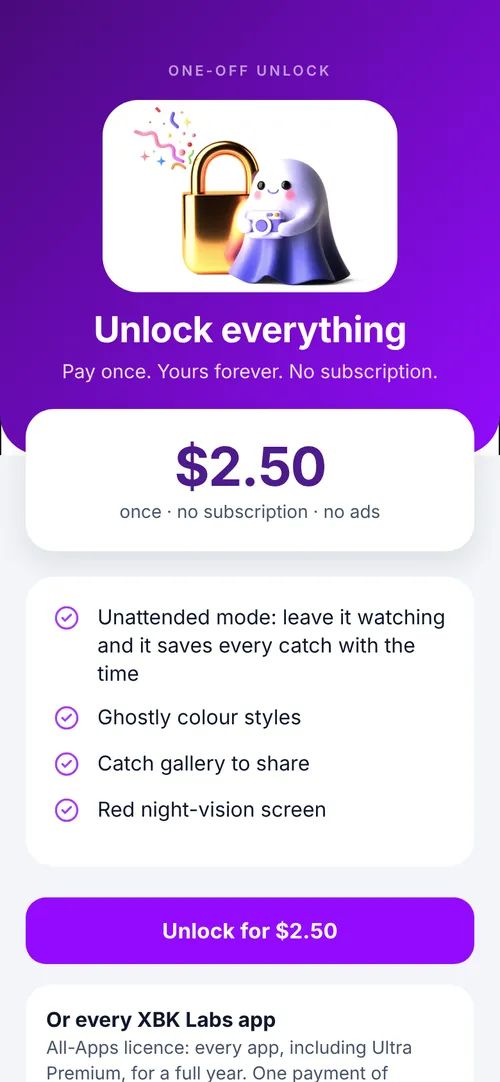 ONE-OFF UNLOCK
Unlock everything
Pay once. Yours forever. No subscription.
$2.50
once · no subscription · no ads
Unattended mode: leave it watching
and it saves every catch with the
time
Ghostly colour styles
Catch gallery to share
Red night-vision screen
Unlock for $2.50
Or every XBK Labs app
All-Apps licence: every app, including Ultra
Premium, for a full year. One payment of